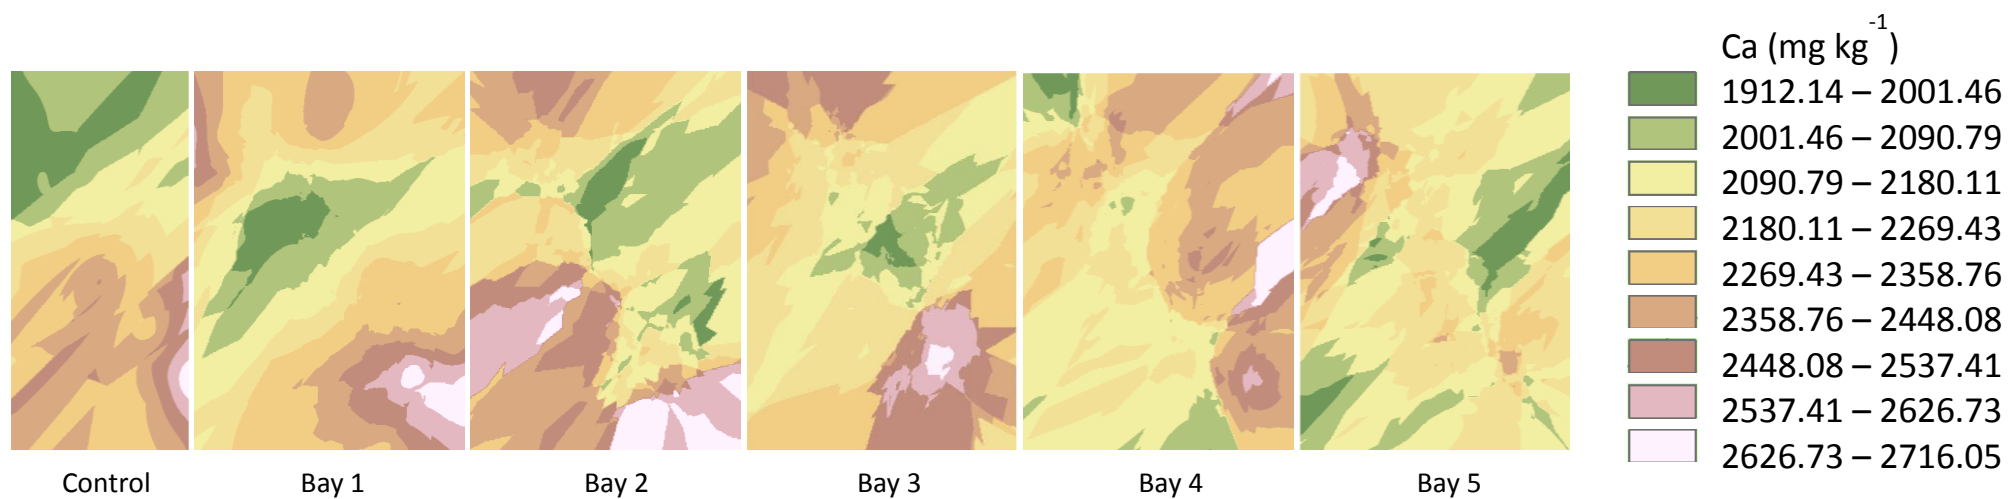 Ca (mg kg-1)
1912.14 – 2001.46
2001.46 – 2090.79
2090.79 – 2180.11
2180.11 – 2269.43
2269.43 – 2358.76
2358.76 – 2448.08
2448.08 – 2537.41
2537.41 – 2626.73
2626.73 – 2716.05
Control Bay 1 Bay 2 Bay 3 Bay 4 Bay 5